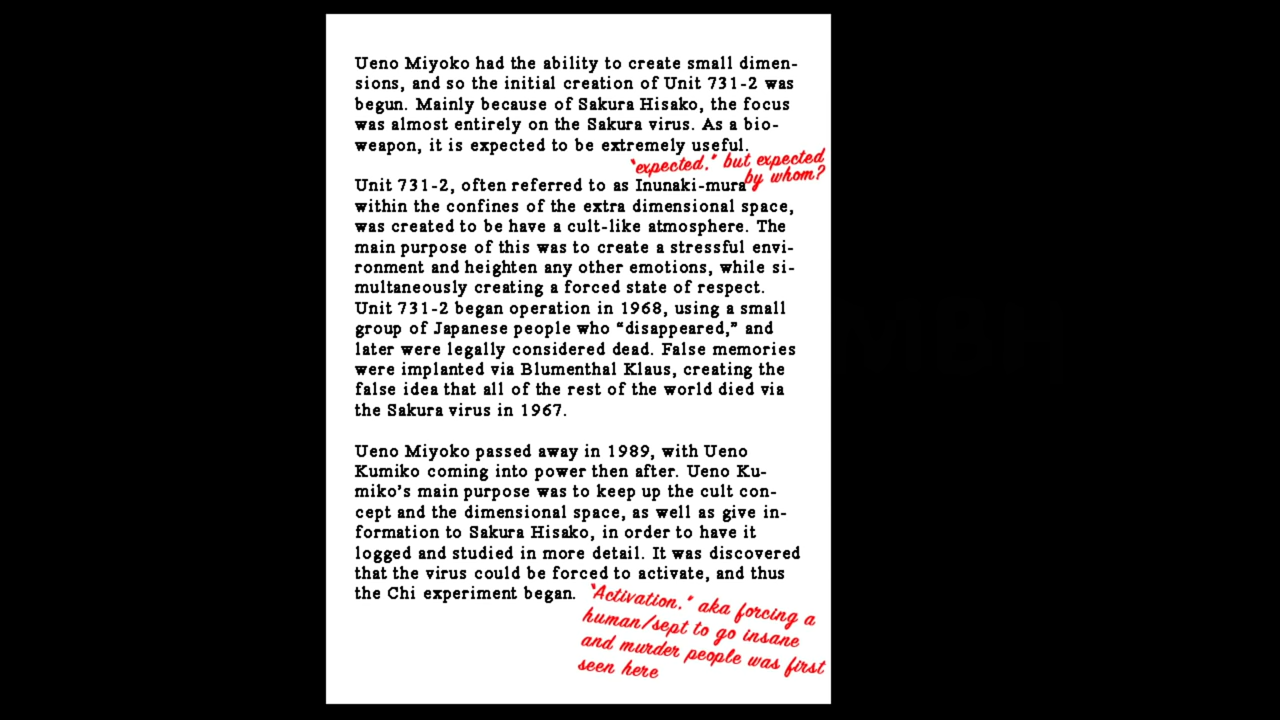 Ueno Miyoko had the ability to create small dimen-
sions, and so the initial creation of Unit 731-2 was
begun. Mainly because of Sakura Hisako, the focus
was almost entirely on the Sakura virus. As a bio-
weapon, it is expected to be extremely useful.
"expected," but expected
by whom?
Unit 731-2, often referred to as Inunaki-mura
within the confines of the extra dimensional space,
was created to be have a cult-like atmosphere. The
main purpose of this was to create a stressful envi-
ronment and heighten any other emotions, while si-
multaneously creating a forced state of respect.
Unit 731-2 began operation in 1968, using a small
group of Japanese people who “disappeared,” and
later were legally considered dead. False memories
were implanted via Blumenthal Klaus, creating the
false idea that all of the rest of the world died via
the Sakura virus in 1967.
Ueno Miyoko passed away in 1989, with Ueno
Kumiko coming into power then after. Ueno Ku-
miko’s main purpose was to keep up the cult con-
cept and the dimensional space, as well as give in-
formation to Sakura Hisako, in order to have it
logged and studied in more detail. It was discovered
that the virus could be forced to activate, and thus
the Chi experiment began.
"Activation," aka forcing a
human/sept to go insane
and murder people was first
seen here